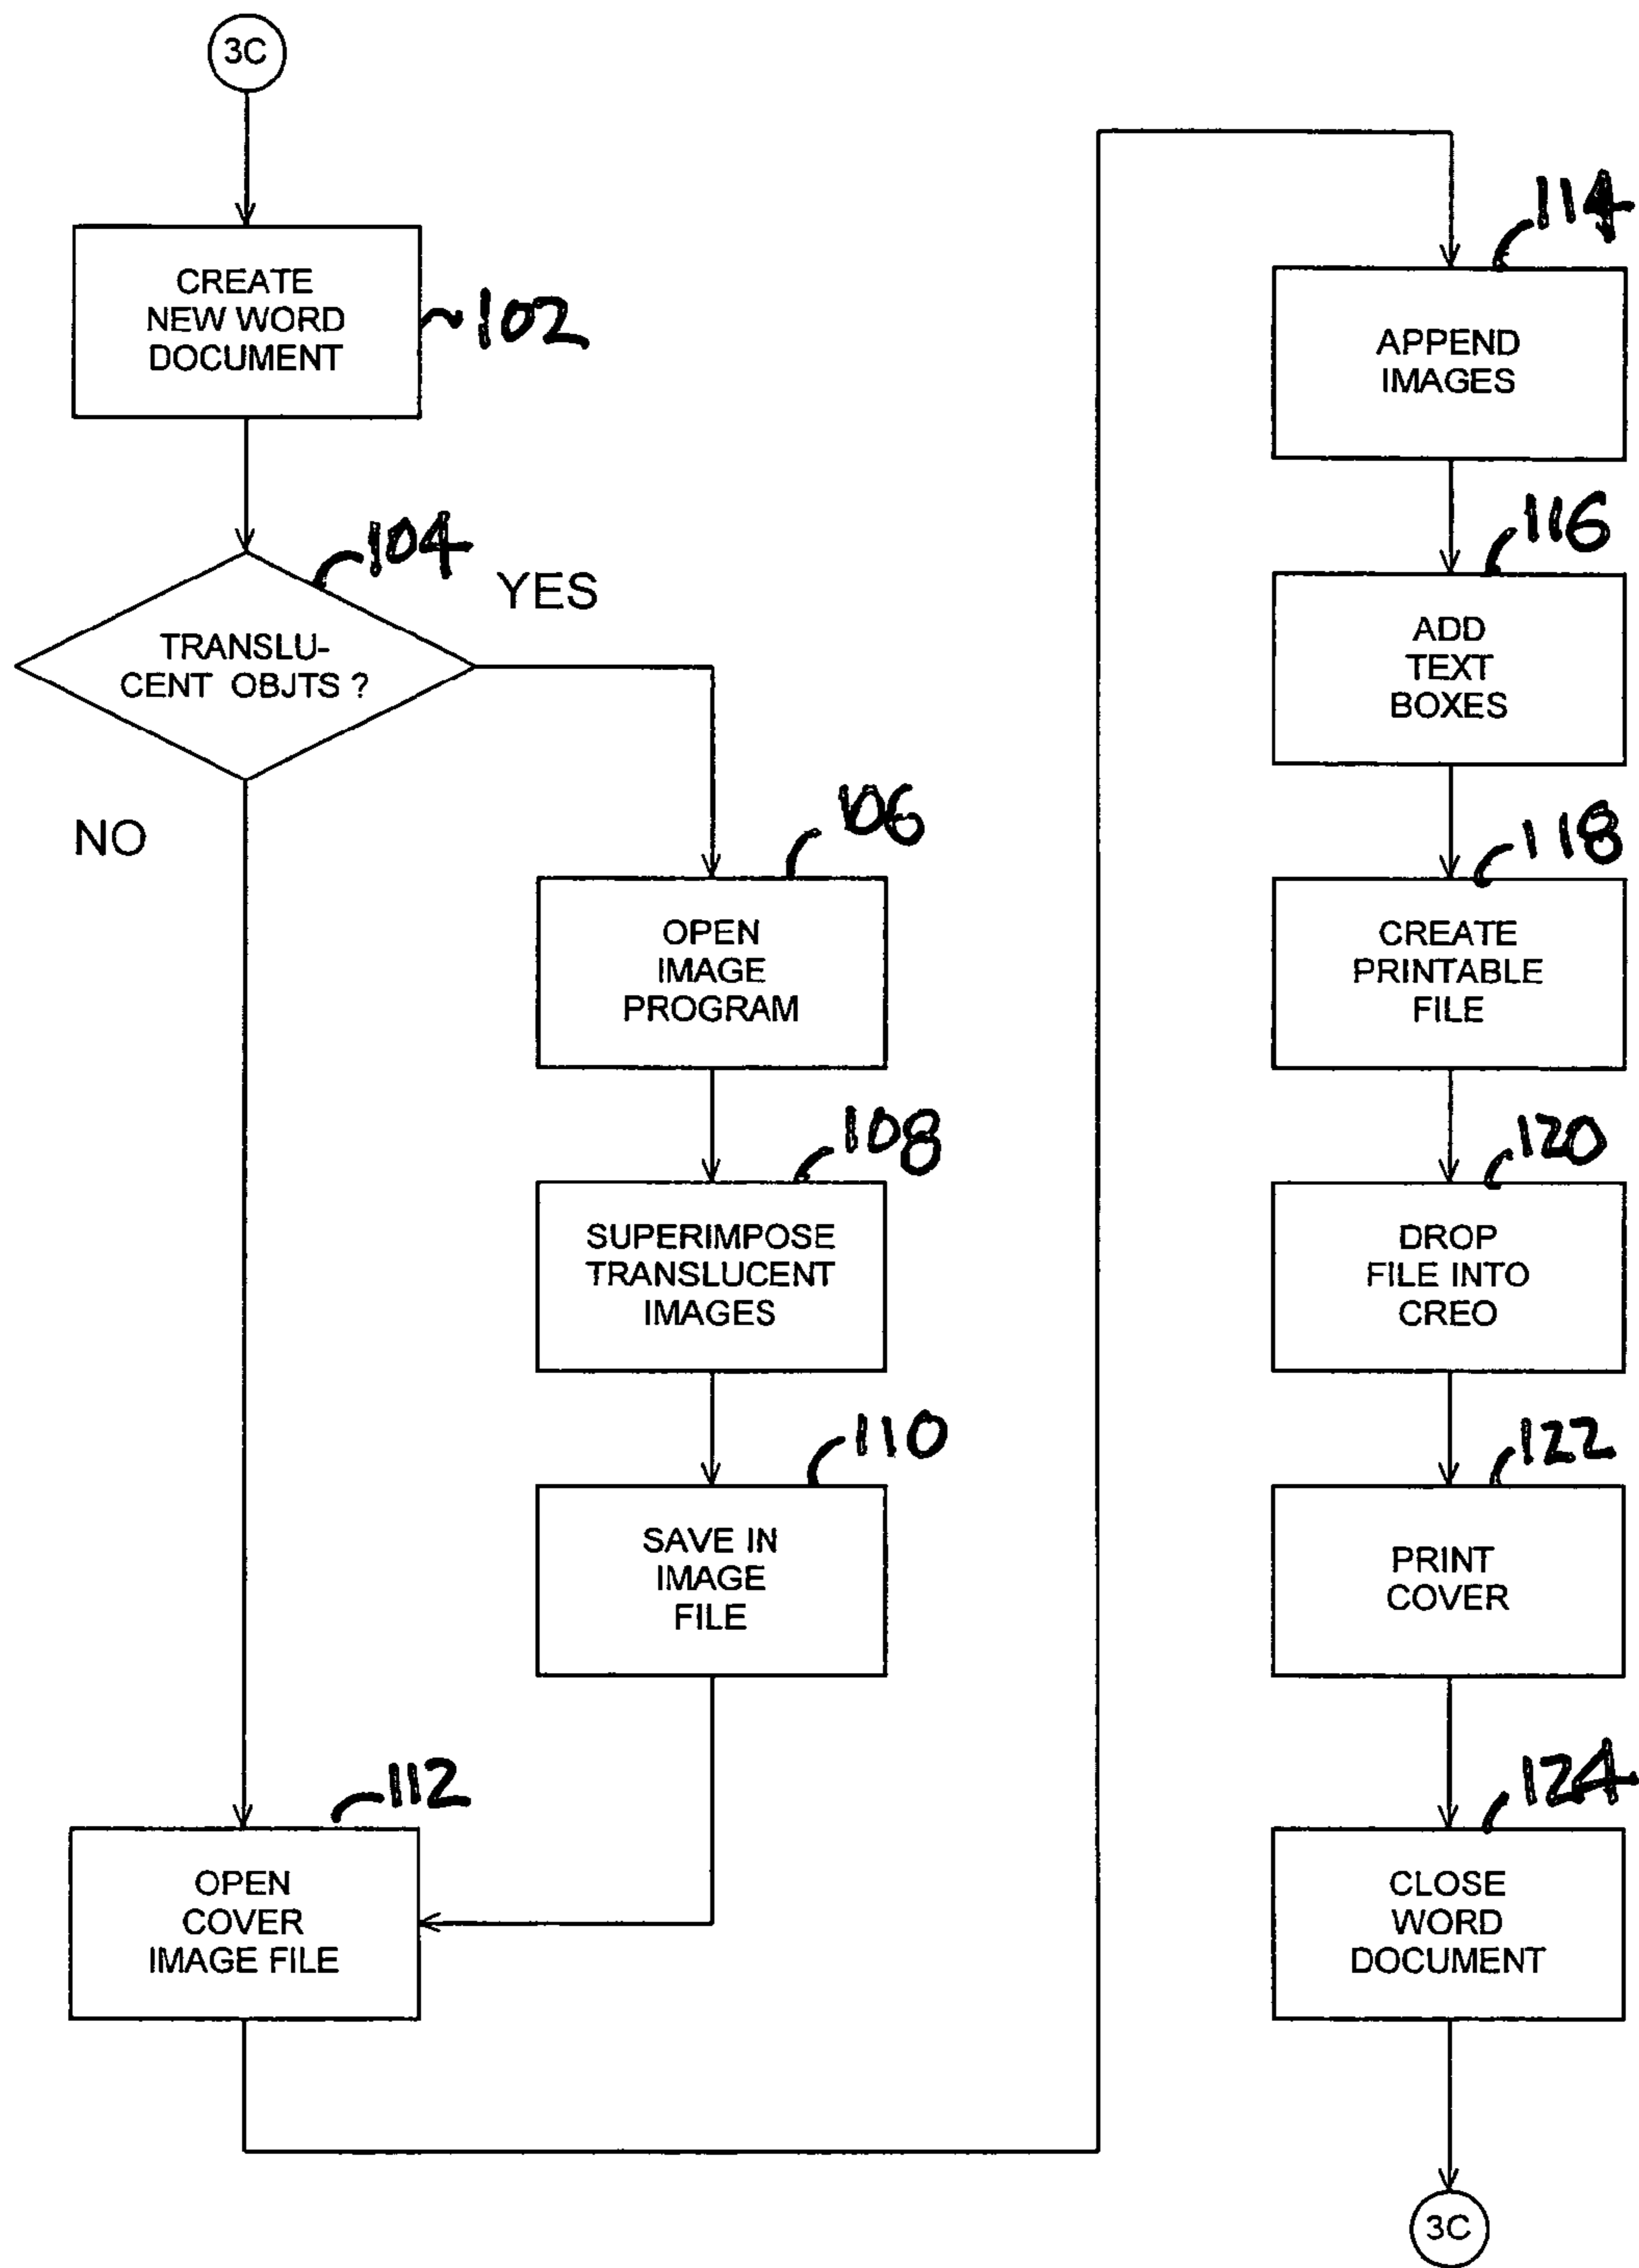 3C
CREATE
NEW WORD
DOCUMENT
102
104
YES
TRANSLU-
CENT OBJTS ?
NO
106
OPEN
IMAGE
PROGRAM
108
SUPERIMPOSE
TRANSLUCENT
IMAGES
110
SAVE IN
IMAGE
FILE
112
OPEN
COVER
IMAGE FILE
114
APPEND
IMAGES
116
ADD
TEXT
BOXES
118
CREATE
PRINTABLE
FILE
120
DROP
FILE INTO
CREO
122
PRINT
COVER
124
CLOSE
WORD
DOCUMENT
3C